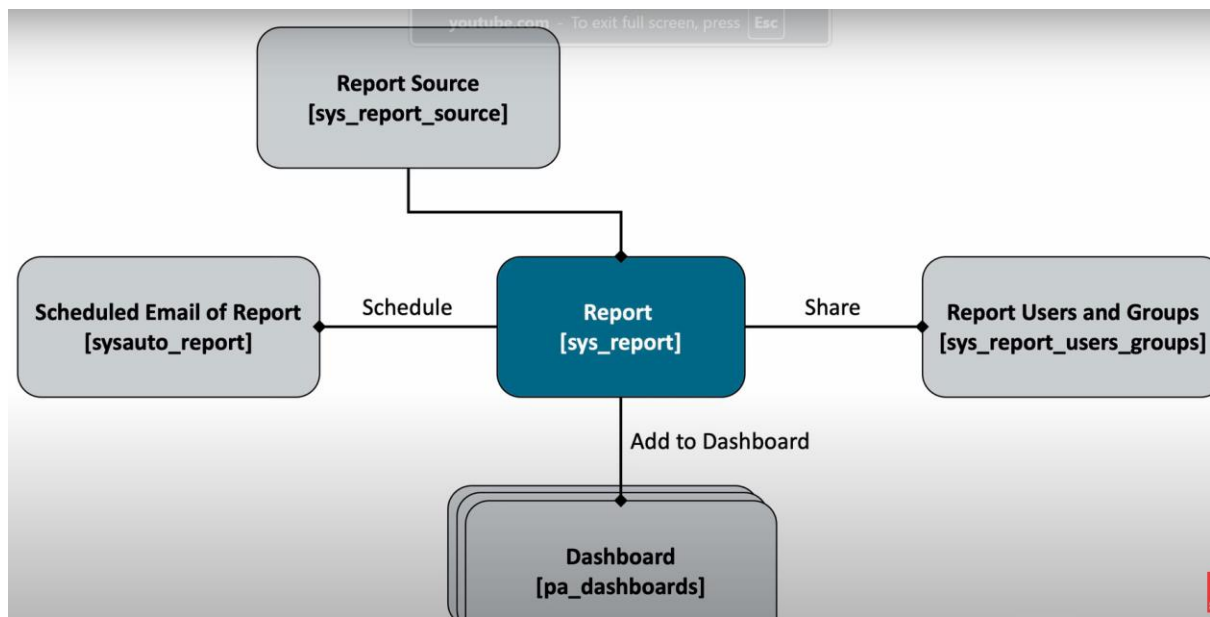 youtube.com - To exit full screen, press Esc
Report Source
[sys_report_source]
Scheduled Email of Report
[sysauto_report]
Schedule
Report
[sys_report]
Share
Report Users and Groups
[sys_report_users_groups]
Add to Dashboard
Dashboard
[pa_dashboards]